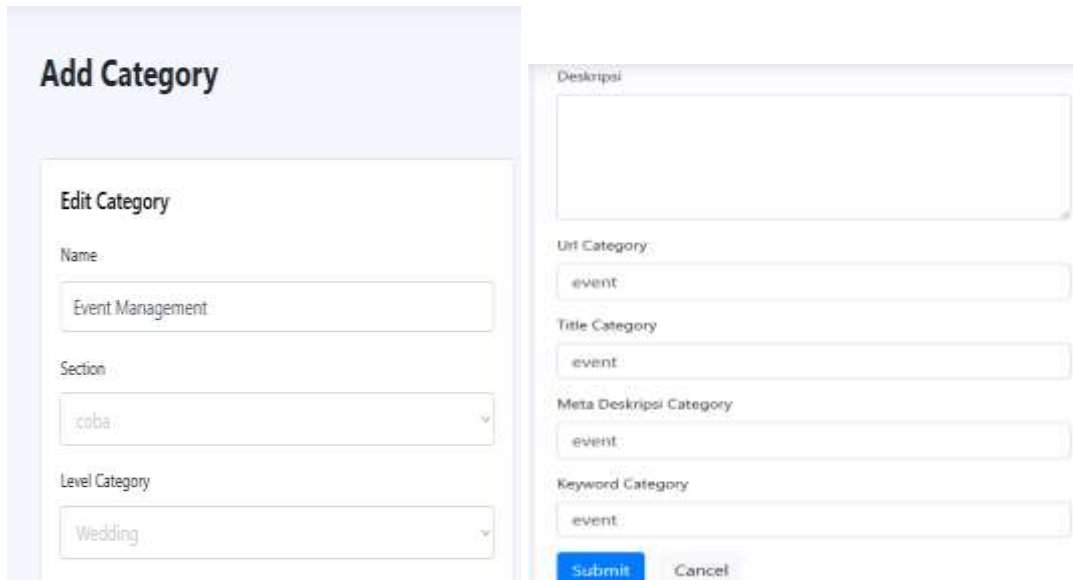 Add Category
Edit Category
Name
Event Management
Section
coba
Level Category
Wedding
Deskripsi
Url Category
event
Title Category
event
Meta Deskripsi Category
event
Keyword Category
event
Submit Cancel